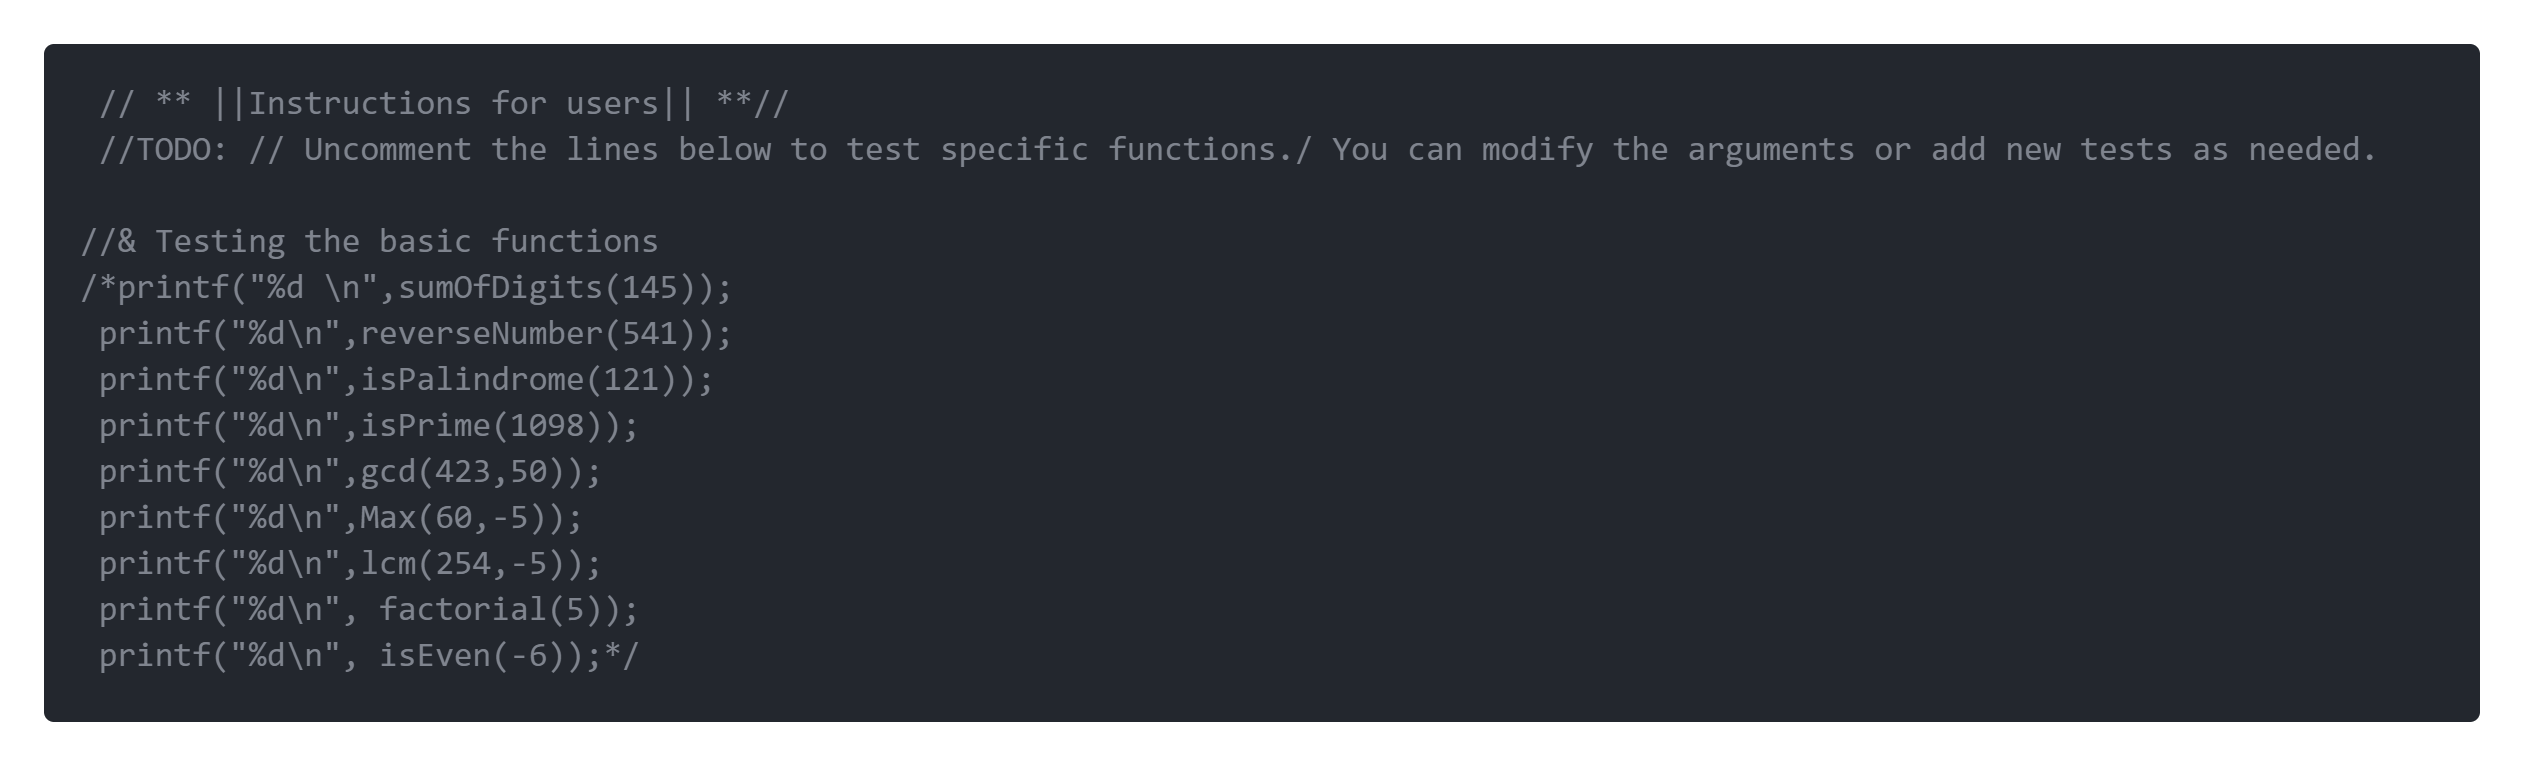 // ** ||Instructions for users|| **//
//TODO: // Uncomment the lines below to test specific functions./ You can modify the arguments or add new tests as needed.
//& Testing the basic functions
/*printf("%d \n",sumOfDigits(145));
printf("%d\n",reverseNumber(541));
printf("%d\n",isPalindrome(121));
printf("%d\n",isPrime(1098));
printf("%d\n",gcd(423,50));
printf("%d\n",Max(60,-5));
printf("%d\n",lcm(254,-5));
printf("%d\n", factorial(5));
printf("%d\n", isEven(-6));*/